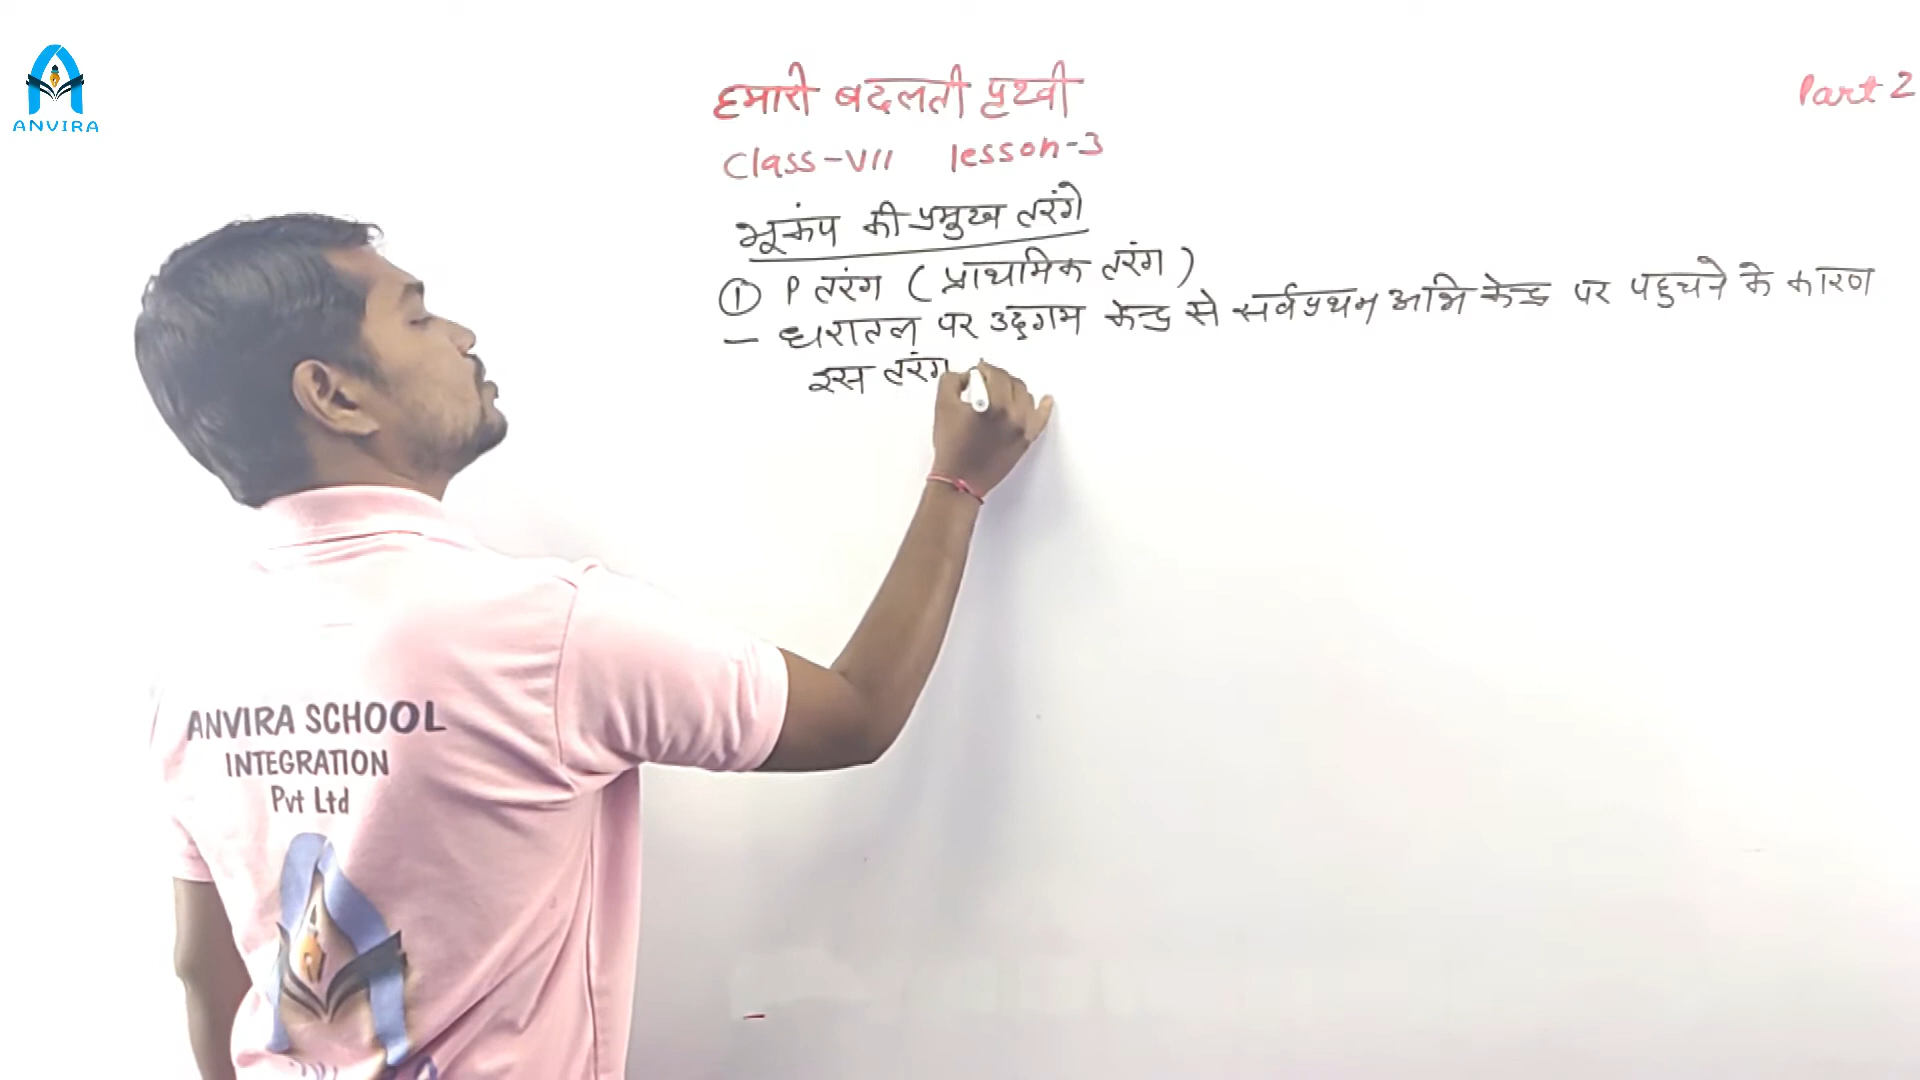 ANVIRA
हमारी बदलती पृथ्वी
Part 2
Class-VII lesson-3
भूकंप की प्रमुख तरंगे
① P तरंग (प्राथमिक तरंग)
- धरातल पर उद्गम केन्द्र से सर्वप्रथम अभि केन्द्र पर पहुचने के कारण
इस तरंग
ANVIRA SCHOOL
INTEGRATION
Pvt Ltd